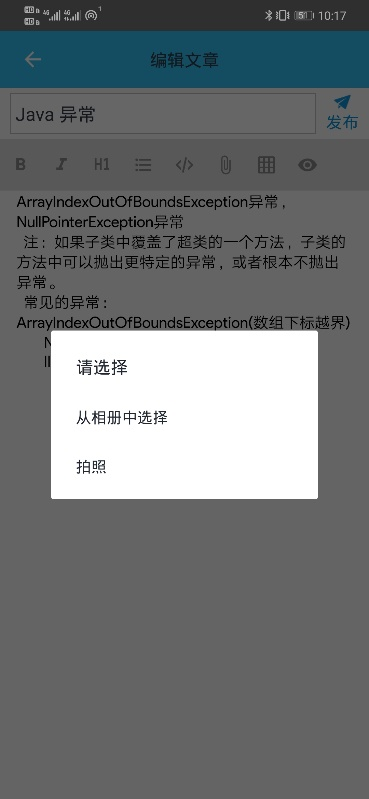 10:17
编辑文章
Java 异常
发布
B I H1
ArrayIndexOutOfBoundsException异常，
NullPointerException异常
注：如果子类中覆盖了超类的一个方法，子类的
方法中可以抛出更特定的异常，或者根本不抛出
异常。
常见的异常：
ArrayIndexOutOfBoundsException(数组下标越界)
请选择
从相册中选择
拍照